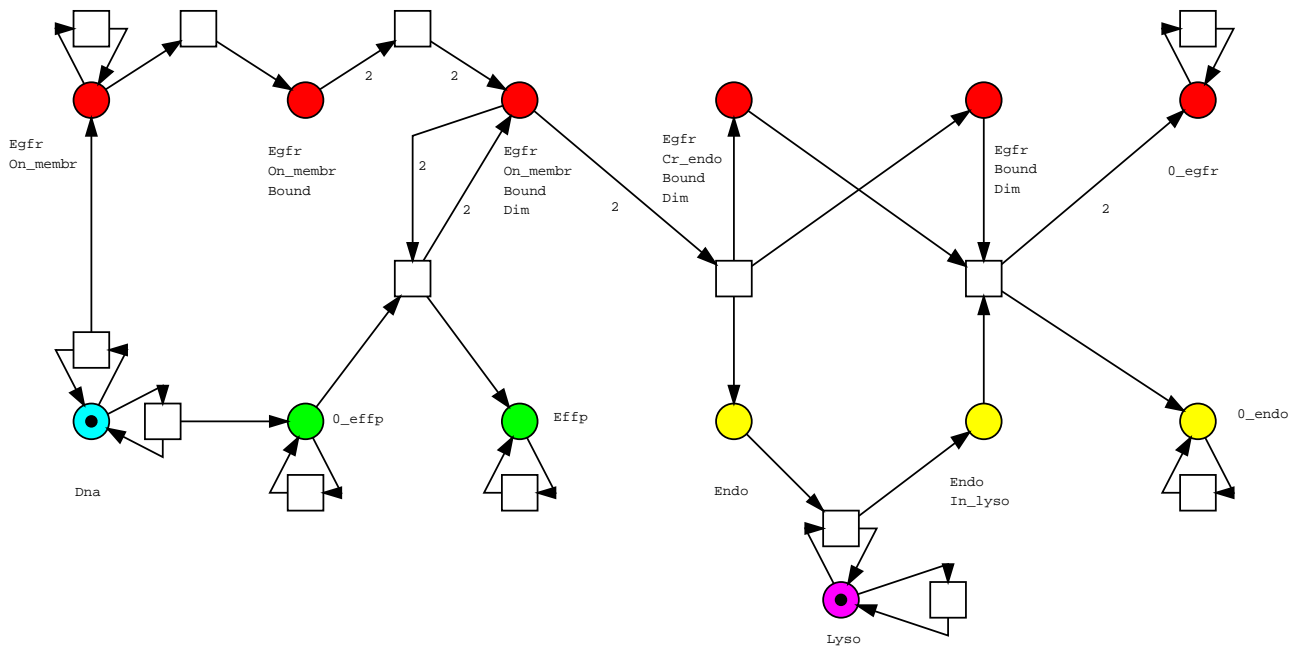 2
2
Egfr
On_membr
Egfr
On_membr
Bound
2
2
Egfr
On_membr
Bound
Dim
2
Egfr
Cr_endo
Bound
Dim
Egfr
Bound
Dim
2
0_egfr
Dna
0_effp
Effp
Endo
Endo
In_lyso
0_endo
Lyso